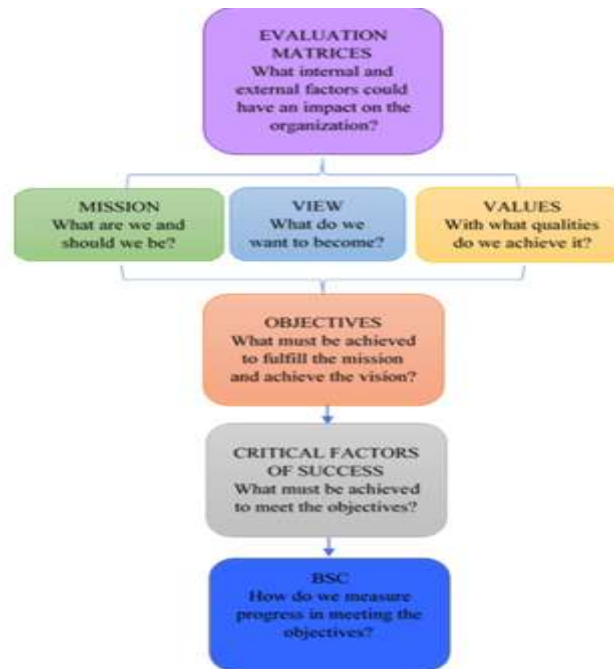 EVALUATION
MATRICES
What internal and
external factors could
have an impact on the
organization?
MISSION
What are we and
should we be?
VIEW
What do we
want to become?
VALUES
With what qualities
do we achieve it?
OBJECTIVES
What must be achieved
to fulfill the mission
and achieve the vision?
CRITICAL FACTORS
OF SUCCESS
What must be achieved
to meet the objectives?
BSC
How do we measure
progress in meeting the
objectives?